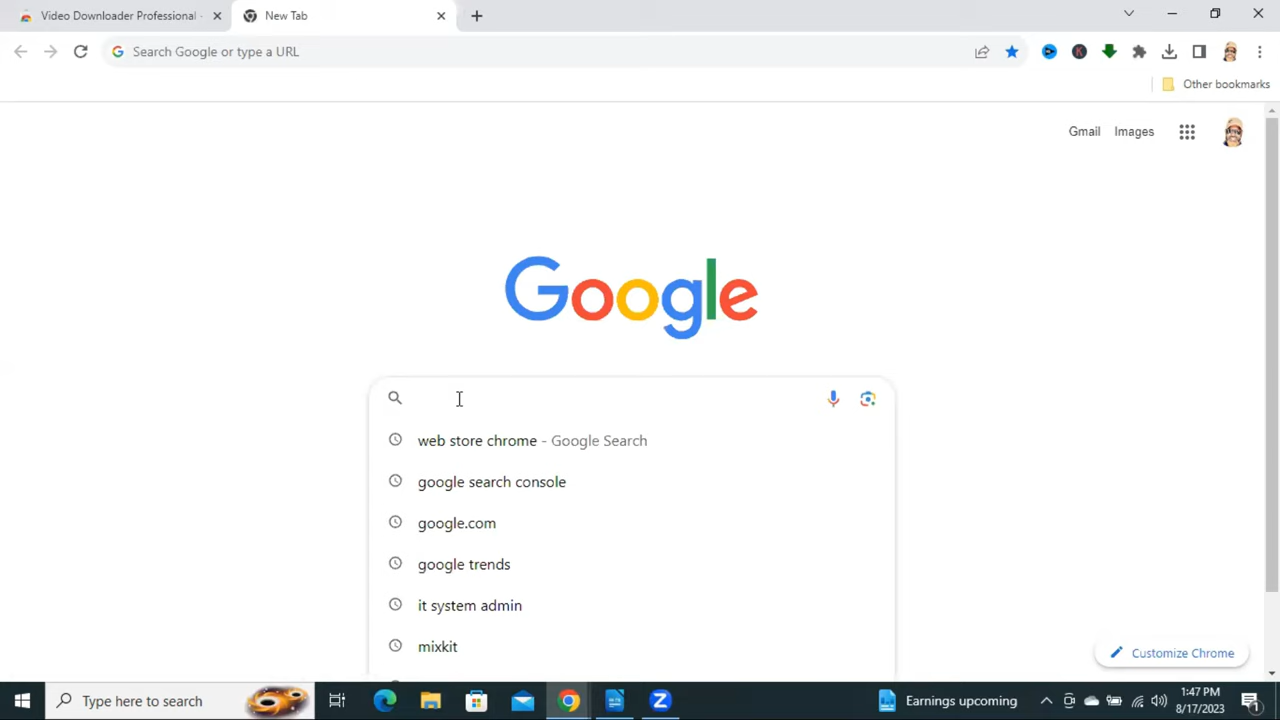 Video Downloader Professional -
New Tab
Search Google or type a URL
K
Other bookmarks
Gmail
Images
Google
web store chrome - Google Search
google search console
google.com
google trends
it system admin
mixkit
Customize Chrome
Type here to search
Z
Earnings upcoming
1:47 PM
8/17/2023
1